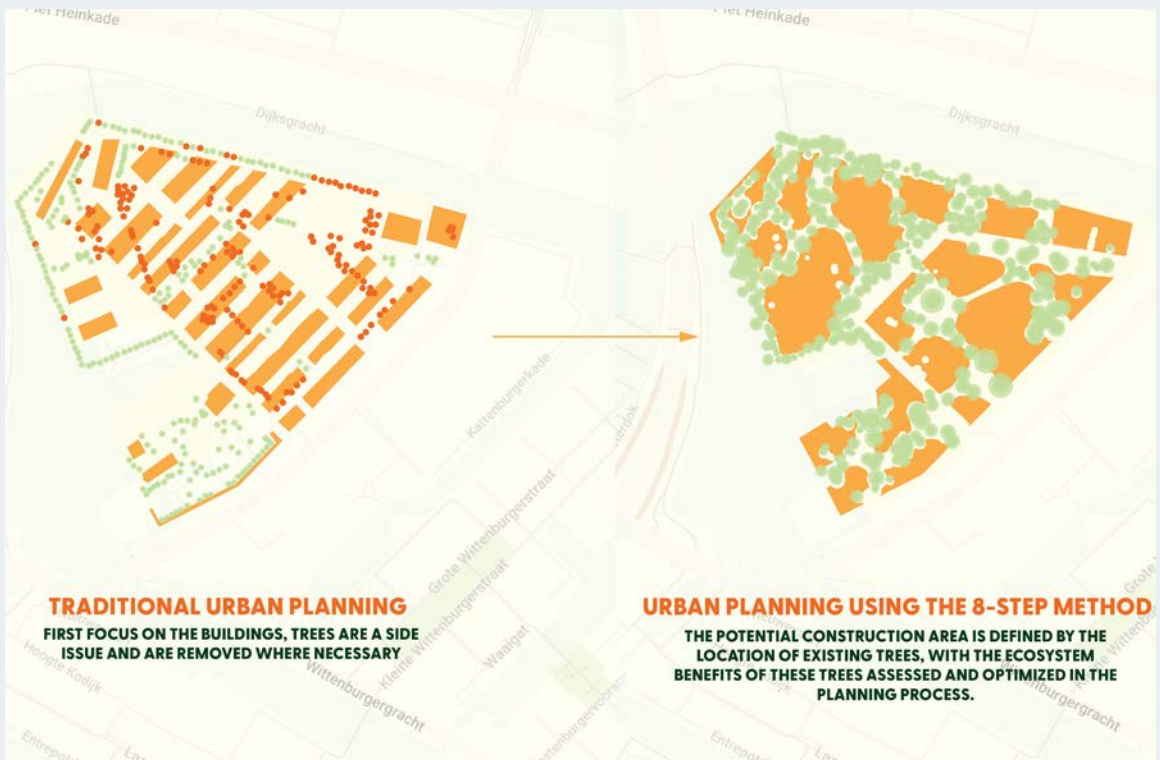 Piet Heinkade
Piet Heinkade
Dijksgracht
Dijksgracht
Kattenburgerkade
Grote Wittenburgerstraat
Kleine Wittenburgerstraat
Waaigat
Wittenburgergracht
Hoogte Kadijk
TRADITIONAL URBAN PLANNING
FIRST FOCUS ON THE BUILDINGS, TREES ARE A SIDE
ISSUE AND ARE REMOVED WHERE NECESSARY
URBAN PLANNING USING THE 8-STEP METHOD
THE POTENTIAL CONSTRUCTION AREA IS DEFINED BY THE
LOCATION OF EXISTING TREES, WITH THE ECOSYSTEM
BENEFITS OF THESE TREES ASSESSED AND OPTIMIZED IN THE
PLANNING PROCESS.